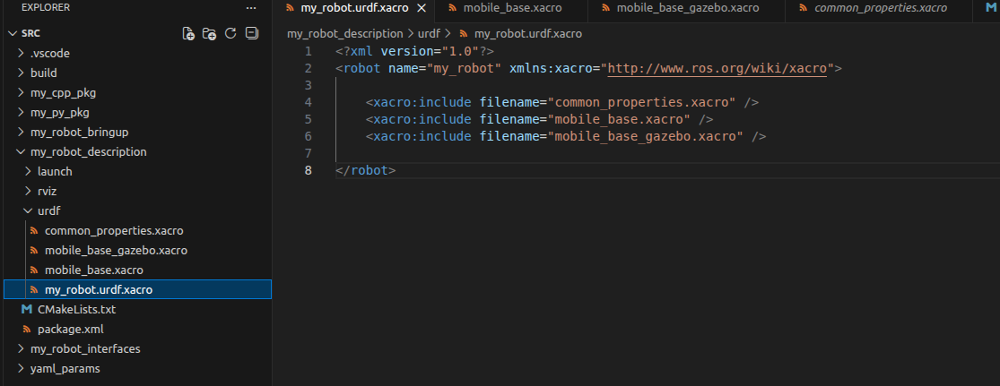 EXPLORER ...
SRC
.vscode
build
my_cpp_pkg
my_py_pkg
my_robot_bringup
my_robot_description
launch
rviz
urdf
common_properties.xacro
mobile_base_gazebo.xacro
mobile_base.xacro
my_robot.urdf.xacro
CMakeLists.txt
package.xml
my_robot_interfaces
yaml_params
my_robot.urdf.xacro mobile_base.xacro mobile_base_gazebo.xacro common_properties.xacro
my_robot_description > urdf > my_robot.urdf.xacro
1 <?xml version="1.0"?>
2 <robot name="my_robot" xmlns:xacro="http://www.ros.org/wiki/xacro">
3
4 <xacro:include filename="common_properties.xacro" />
5 <xacro:include filename="mobile_base.xacro" />
6 <xacro:include filename="mobile_base_gazebo.xacro" />
7
8 </robot>